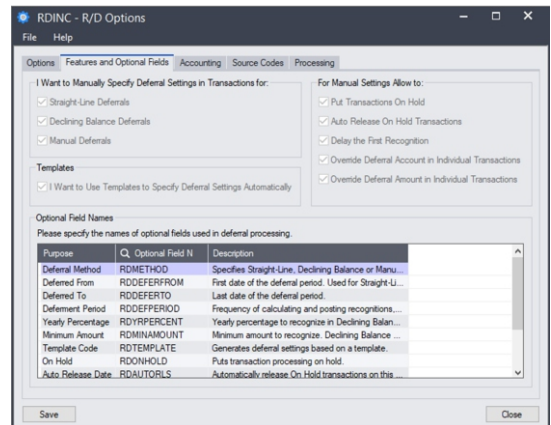 RDINC - R/D Options
File Help
Options Features and Optional Fields Accounting Source Codes Processing
I Want to Manually Specify Deferral Settings in Transactions for:
Straight-Line Deferrals
Declining Balance Deferrals
Manual Deferrals
For Manual Settings Allow to:
Put Transactions On Hold
Auto Release On Hold Transactions
Delay the First Recognition
Override Deferral Account in Individual Transactions
Override Deferral Amount in Individual Transactions
Templates
I Want to Use Templates to Specify Deferral Settings Automatically
Optional Field Names
Please specify the names of optional fields used in deferral processing.
Purpose Optional Field N Description
Deferral Method RDMETHOD Specifies Straight-Line, Declining Balance or Manu...
Deferred From RDDEFERFROM First date of the deferral period. Used for Straight-Li...
Deferred To RDDEFERTO Last date of the deferral period.
Deferment Period RDDEFPERIOD Frequency of calculating and posting recognitions,...
Yearly Percentage RDYRPERCENT Yearly percentage to recognize in Declining Balan...
Minimum Amount RDMINAMOUNT Minimum amount to recognize. Declining Balance ...
Template Code RDTEMPLATE Generates deferral settings based on a template.
On Hold RDONHOLD Puts transaction processing on hold.
Auto Release Date RDAUTORLS Automatically release On Hold transactions on this ...
Save Close